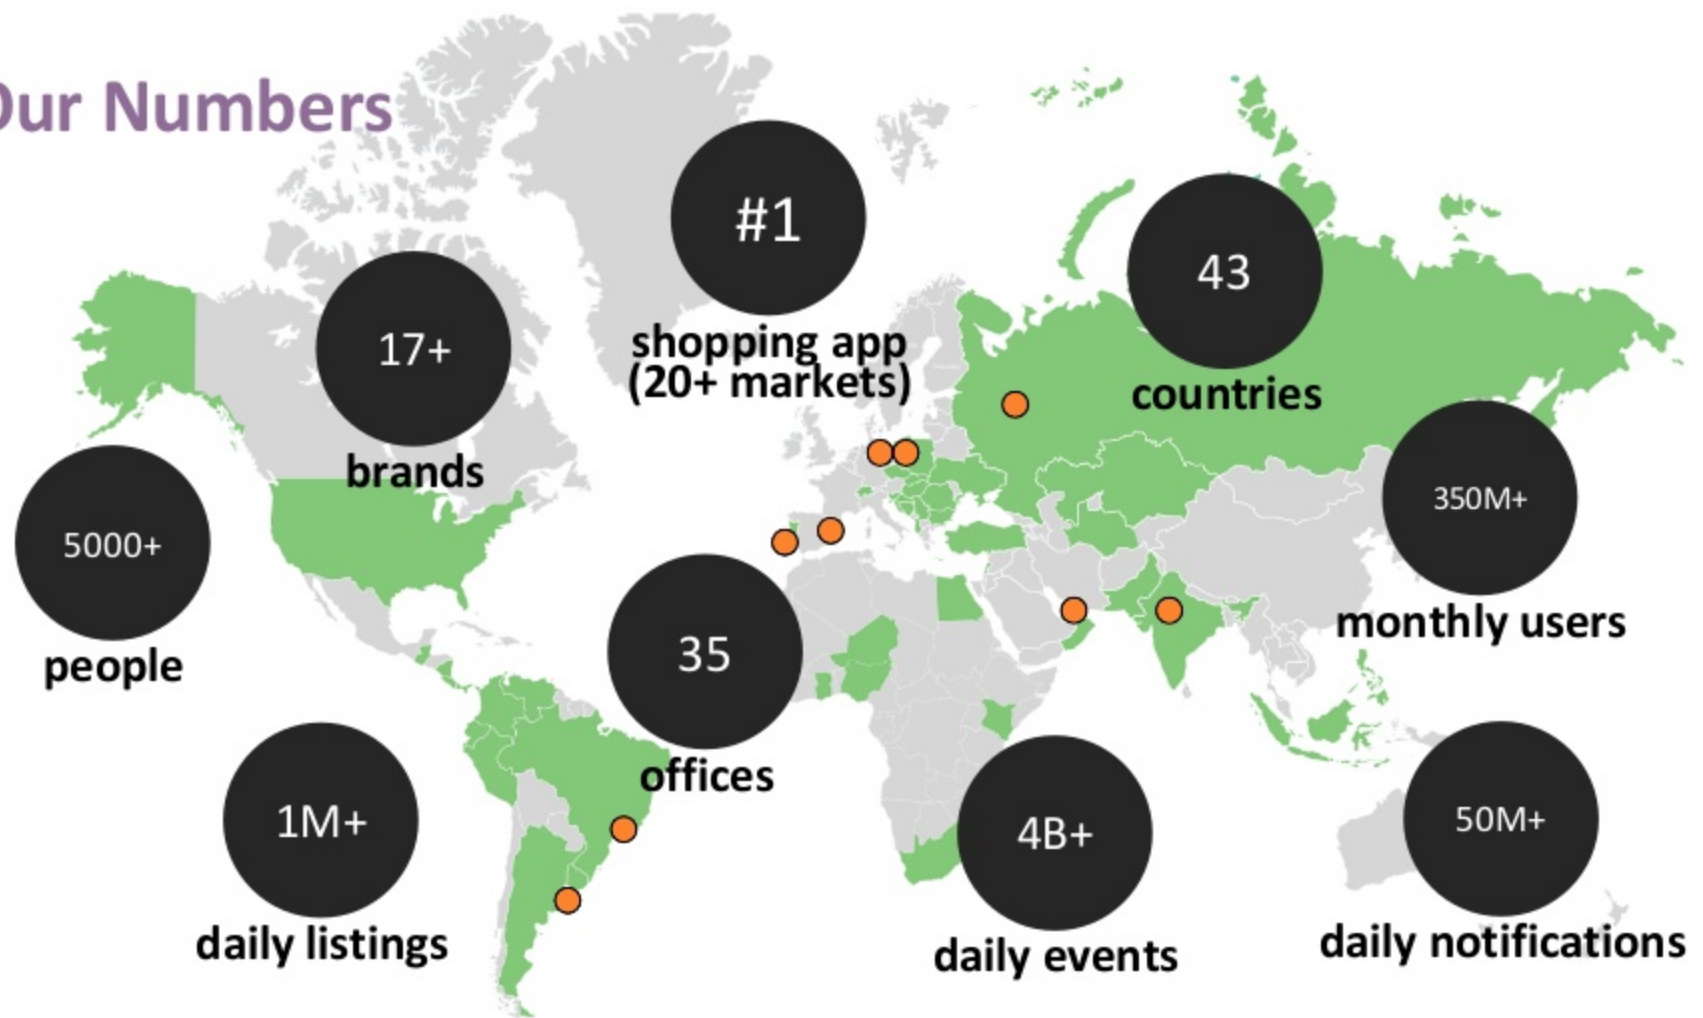 Our Numbers
#1
shopping app
(20+ markets)
43
countries
17+
brands
5000+
people
350M+
monthly users
35
offices
1M+
daily listings
4B+
daily events
50M+
daily notifications